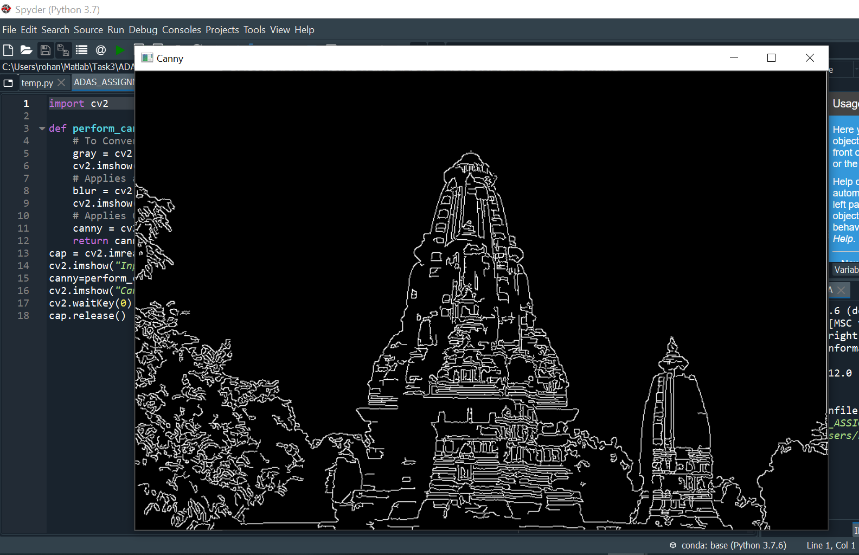 Spyder (Python 3.7)
File Edit Search Source Run Debug Consoles Projects Tools View Help
C:\Users\rohan\Matlab\Task3\ADA
Canny
temp.py
ADAS_ASSIGN
1 import cv2
2
3 def perform_ca
4 # To Conver
5 gray = cv2
6 cv2.imshow
7 # Applies
8 blur = cv2
9 cv2.imshow
10 # Applies
11 canny = cv2
12 return cann
13 cap = cv2.imrea
14 cv2.imshow("In
15 canny=perform_
16 cv2.imshow("Ca
17 cv2.waitKey(0)
18 cap.release()
Usag
Here y
object
front o
or the
Help c
autom
left pa
object
behav
Help.
Variab
.6 (d
[MSC
right
nforma
12.0
nfile
_ASSI
sers/
conda: base (Python 3.7.6) Line 1, Col 1